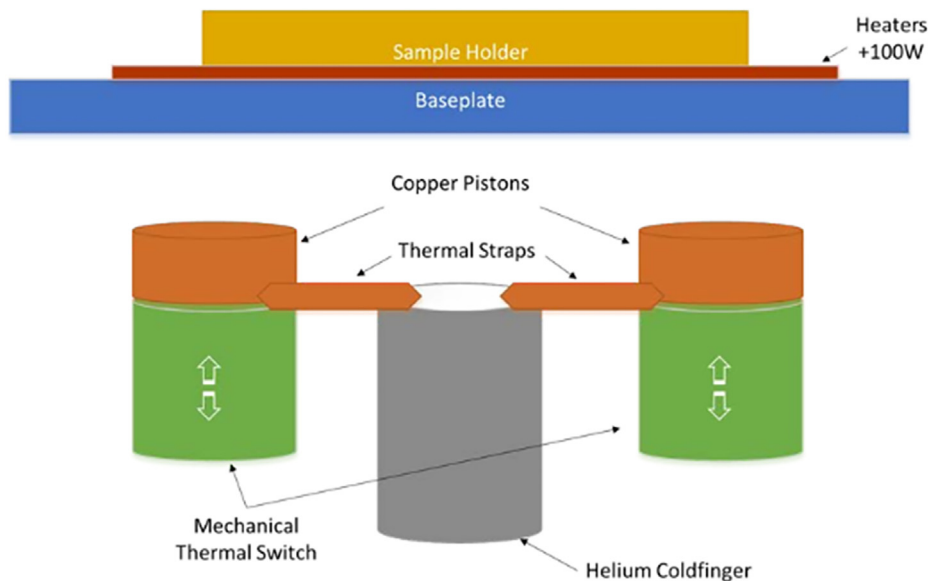 Heaters
+100W
Sample Holder
Baseplate
Copper Pistons
Thermal Straps
Mechanical
Thermal Switch
Helium Coldfinger